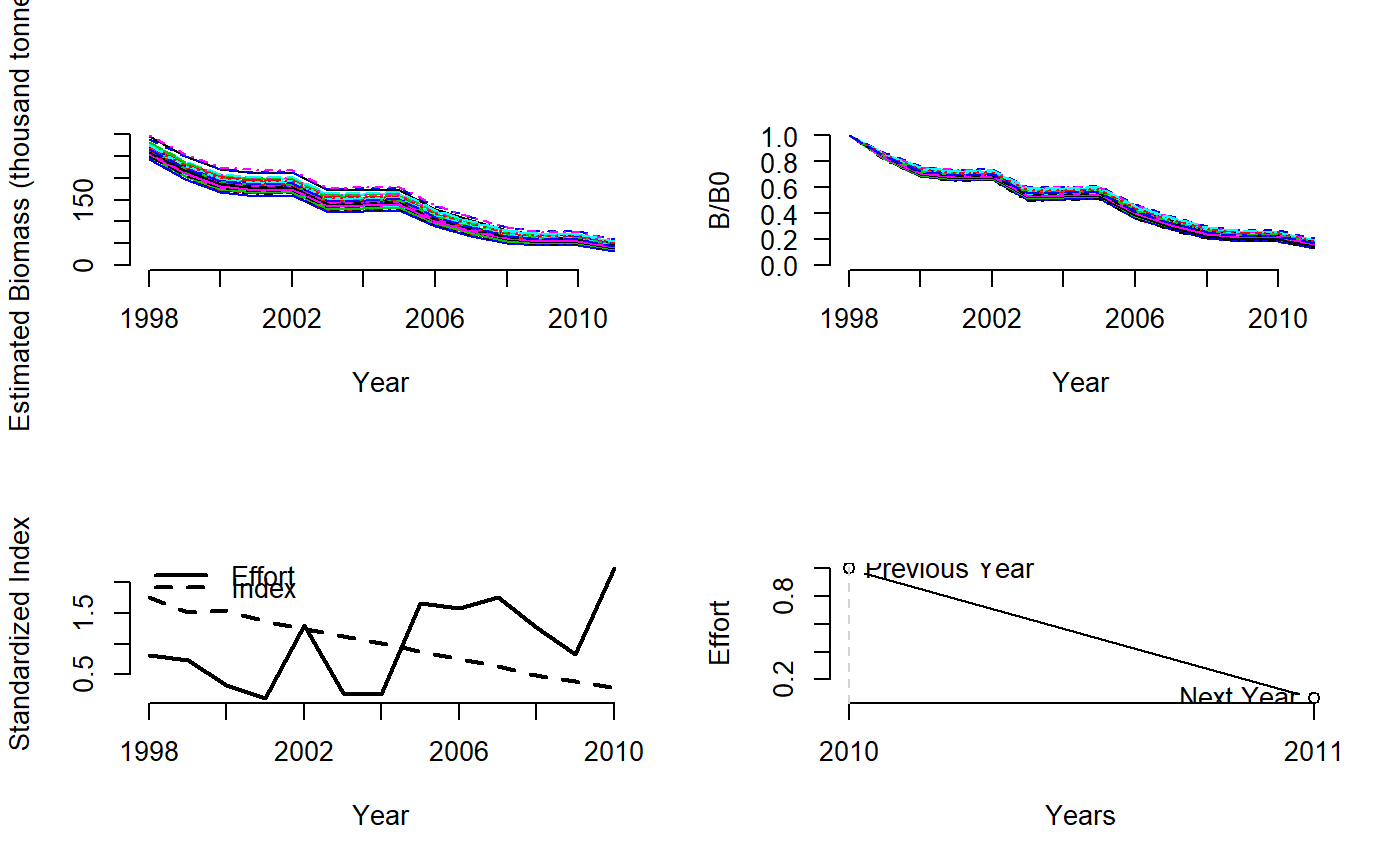 Estimated Biomass (thousand tonne
150
0
1998 2002 2006 2010
Year
B/B0
1.0
0.8
0.6
0.4
0.2
0.0
1998 2002 2006 2010
Year
Standardized Index
1.5
0.5
Effort
Index
1998 2002 2006 2010
Year
Effort
0.8
0.2
Previous Year
Next Year
2010 2011
Years